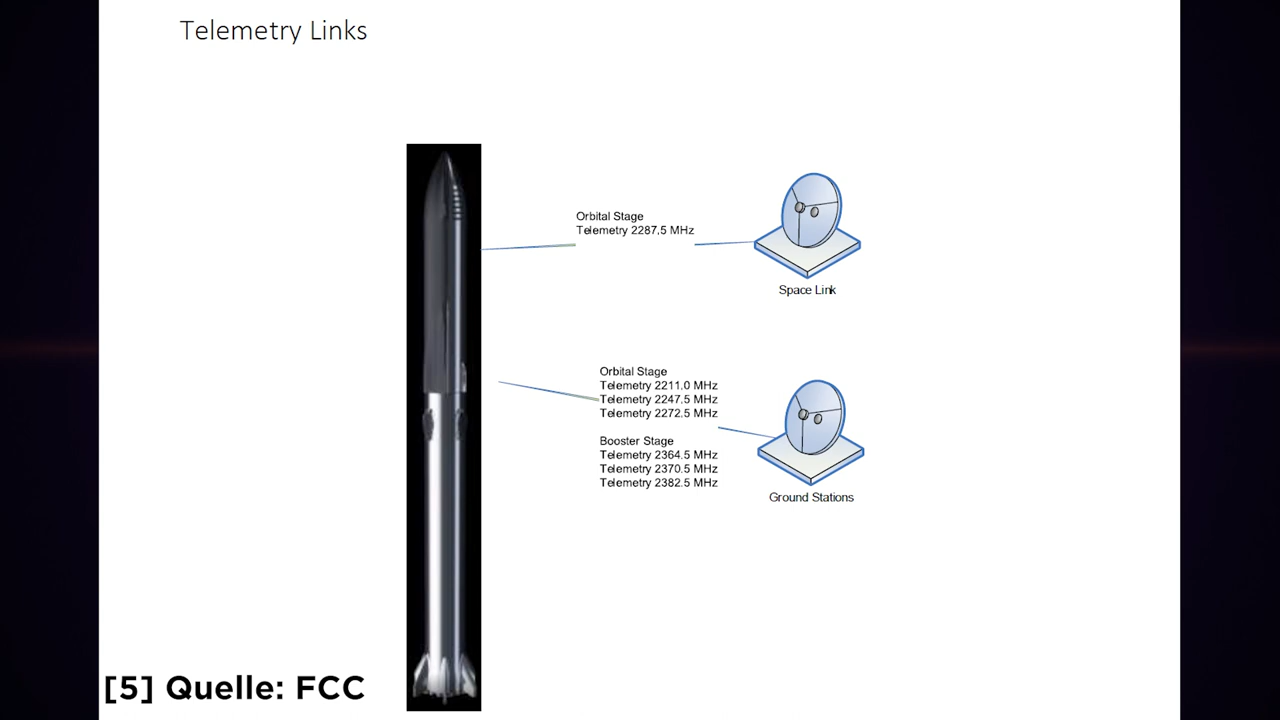 Telemetry Links
Orbital Stage
Telemetry 2287,5 MHz
Space Link
Orbital Stage
Telemetry 2211.0 MHz
Telemetry 2247.5 MHz
Telemetry 2272.5 MHz
Booster Stage
Telemetry 2364.5 MHz
Telemetry 2370.5 MHz
Telemetry 2382.5 MHz
Ground Stations
[5] Quelle: FCC